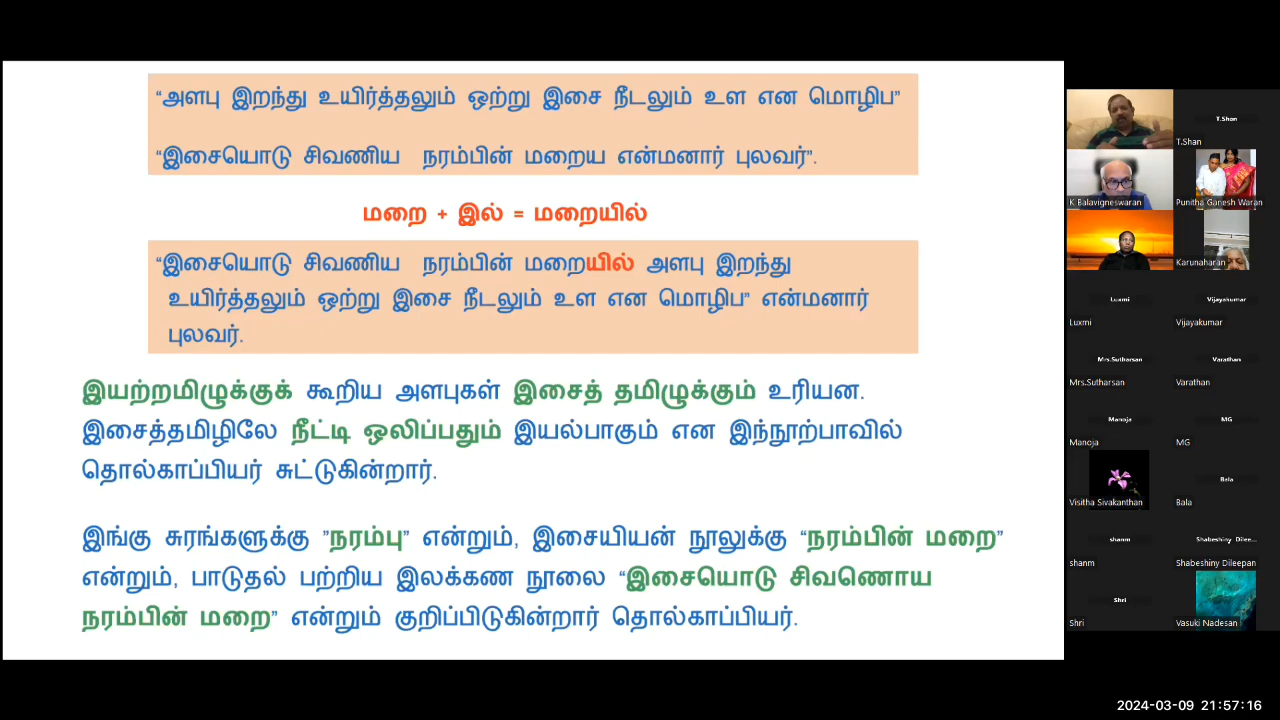 “அளபு இறந்து உயிர்த்தலும் ஒற்று இசை நீடலும் உள என மொழிப”
“இசையொடு சிவணிய நரம்பின் மறைய என்மனார் புலவர்”.
மறை + இல் = மறையில்
“இசையொடு சிவணிய நரம்பின் மறையில் அளபு இறந்து
உயிர்த்தலும் ஒற்று இசை நீடலும் உள என மொழிப” என்மனார்
புலவர்.
இயற்றமிழுக்குக் கூறிய அளபுகள் இசைத் தமிழுக்கும் உரியன.
இசைத்தமிழிலே நீட்டி ஒலிப்பதும் இயல்பாகும் என இந்நூற்பாவில்
தொல்காப்பியர் சுட்டுகின்றார்.
இங்கு சுரங்களுக்கு ”நரம்பு” என்றும், இசையியன் நூலுக்கு “நரம்பின் மறை”
என்றும், பாடுதல் பற்றிய இலக்கண நூலை “இசையொடு சிவணொய
நரம்பின் மறை” என்றும் குறிப்பிடுகின்றார் தொல்காப்பியர்.
T.Shan
T.Shan
K.Balavigneswaran
Punitha Ganesh Waran
Karunaharan
Luxmi
Vijayakumar
Luxmi
Vijayakumar
Mrs.Sutharsan
Varathan
Mrs.Sutharsan
Varathan
Manoja
MG
Manoja
MG
Bala
Visitha Sivakanthan
Bala
shanm
Shabeshiny Dilee...
shanm
Shabeshiny Dileepan
Shri
Shri
Vasuki Nadesan
2024-03-09 21:57:16